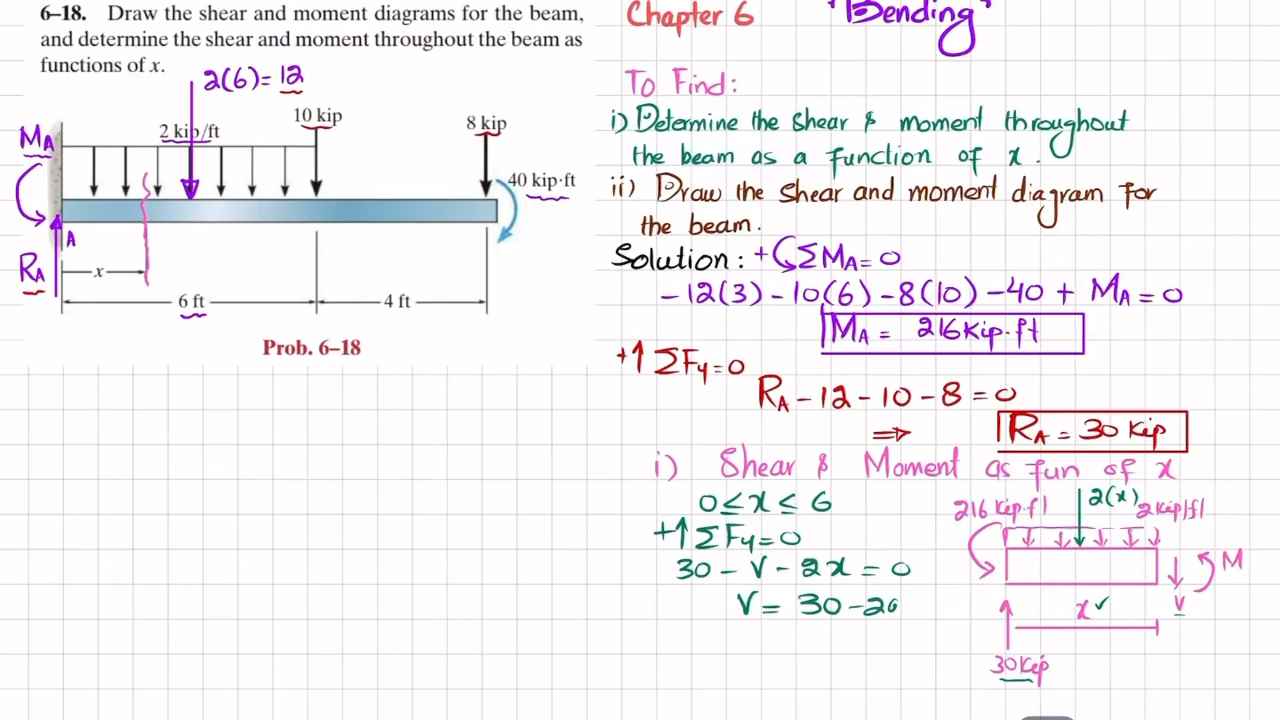 6–18. Draw the shear and moment diagrams for the beam,
and determine the shear and moment throughout the beam as
functions of x.
2(6)= 12
10 kip
8 kip
2 kip/ft
MA
40 kip·ft
A
RA
x
6 ft
4 ft
Prob. 6–18
Chapter 6 "Bending"
To Find:
i) Determine the shear & moment throughout
the beam as a function of x.
ii) Draw the shear and moment diagram for
the beam.
Solution: + ΣMA=0
-12(3) -10(6) -8(10) -40 + MA=0
MA = 216 Kip.ft
+↑ ΣFy=0
RA -12 -10 -8 =0
⇒ RA = 30 Kip
i) Shear & Moment as fun of x
0≤x≤6
+↑ ΣFy=0
30 - V - 2x = 0
V = 30 -2
216 Kip.ft
2(x)
2 kip/ft
M
V
x ✓
30 Kip